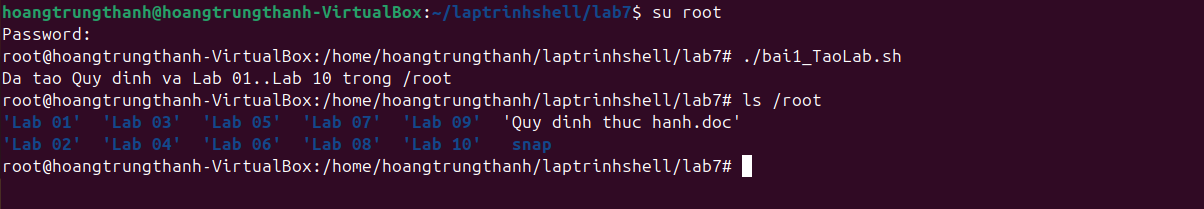 hoangtrungthanh@hoangtrungthanh-VirtualBox:~/laptrinhshell/lab7$ su root
Password:
root@hoangtrungthanh-VirtualBox:/home/hoangtrungthanh/laptrinhshell/lab7# ./bai1_TaoLab.sh
Da tao Quy dinh va Lab 01..Lab 10 trong /root
root@hoangtrungthanh-VirtualBox:/home/hoangtrungthanh/laptrinhshell/lab7# ls /root
'Lab 01'  'Lab 03'  'Lab 05'  'Lab 07'  'Lab 09'  'Quy dinh thuc hanh.doc'
'Lab 02'  'Lab 04'  'Lab 06'  'Lab 08'  'Lab 10'   snap
root@hoangtrungthanh-VirtualBox:/home/hoangtrungthanh/laptrinhshell/lab7#